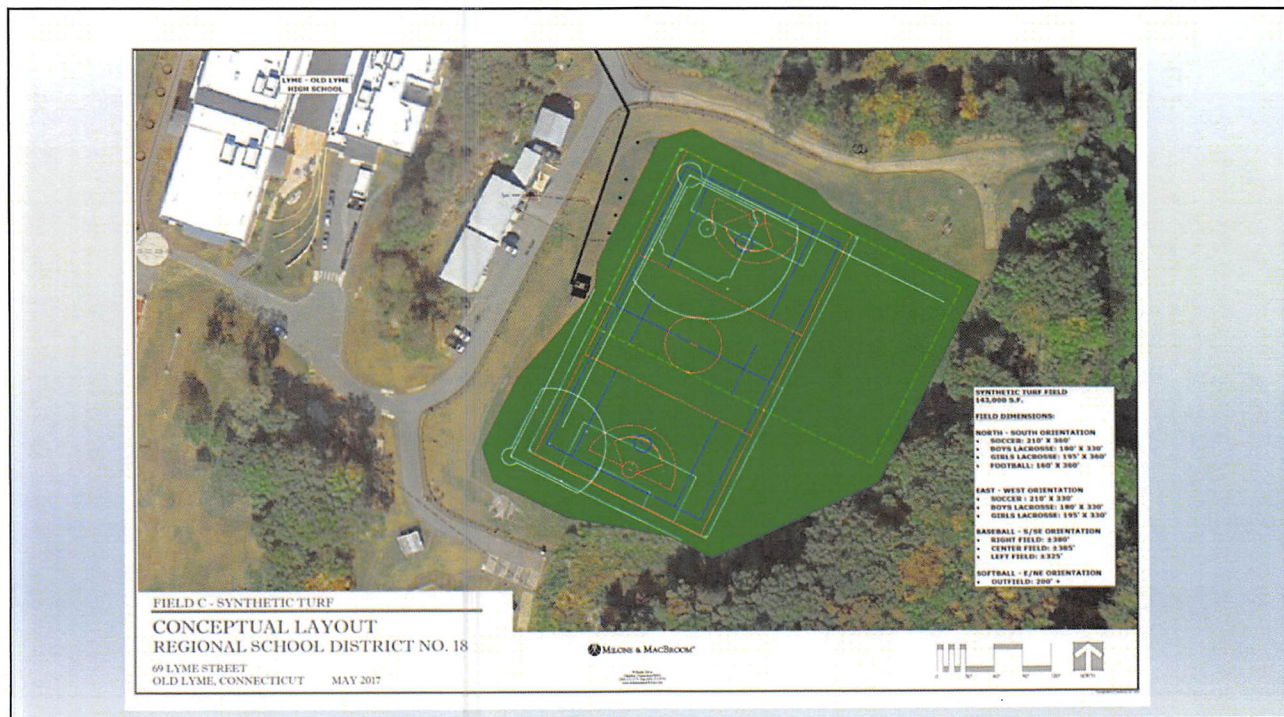 LYME - OLD LYME
HIGH SCHOOL
SYNTHETIC TURF FIELD
143,000 S.F.
FIELD DIMENSIONS:
NORTH - SOUTH ORIENTATION
• SOCCER: 210' X 360'
• BOYS LACROSSE: 180' X 330'
• GIRLS LACROSSE: 195' X 360'
• FOOTBALL: 160' X 360'
EAST - WEST ORIENTATION
• SOCCER : 210' X 330'
• BOYS LACROSSE: 180' X 330'
• GIRLS LACROSSE: 195' X 330'
BASEBALL - S/SE ORIENTATION
• RIGHT FIELD: ±380'
• CENTER FIELD: ±385'
• LEFT FIELD: ±325'
SOFTBALL - E/NE ORIENTATION
• OUTFIELD: 200' +
FIELD C - SYNTHETIC TURF
CONCEPTUAL LAYOUT
REGIONAL SCHOOL DISTRICT NO. 18
69 LYME STREET
OLD LYME, CONNECTICUT MAY 2017
MILONE & MACBROOM
NORTH